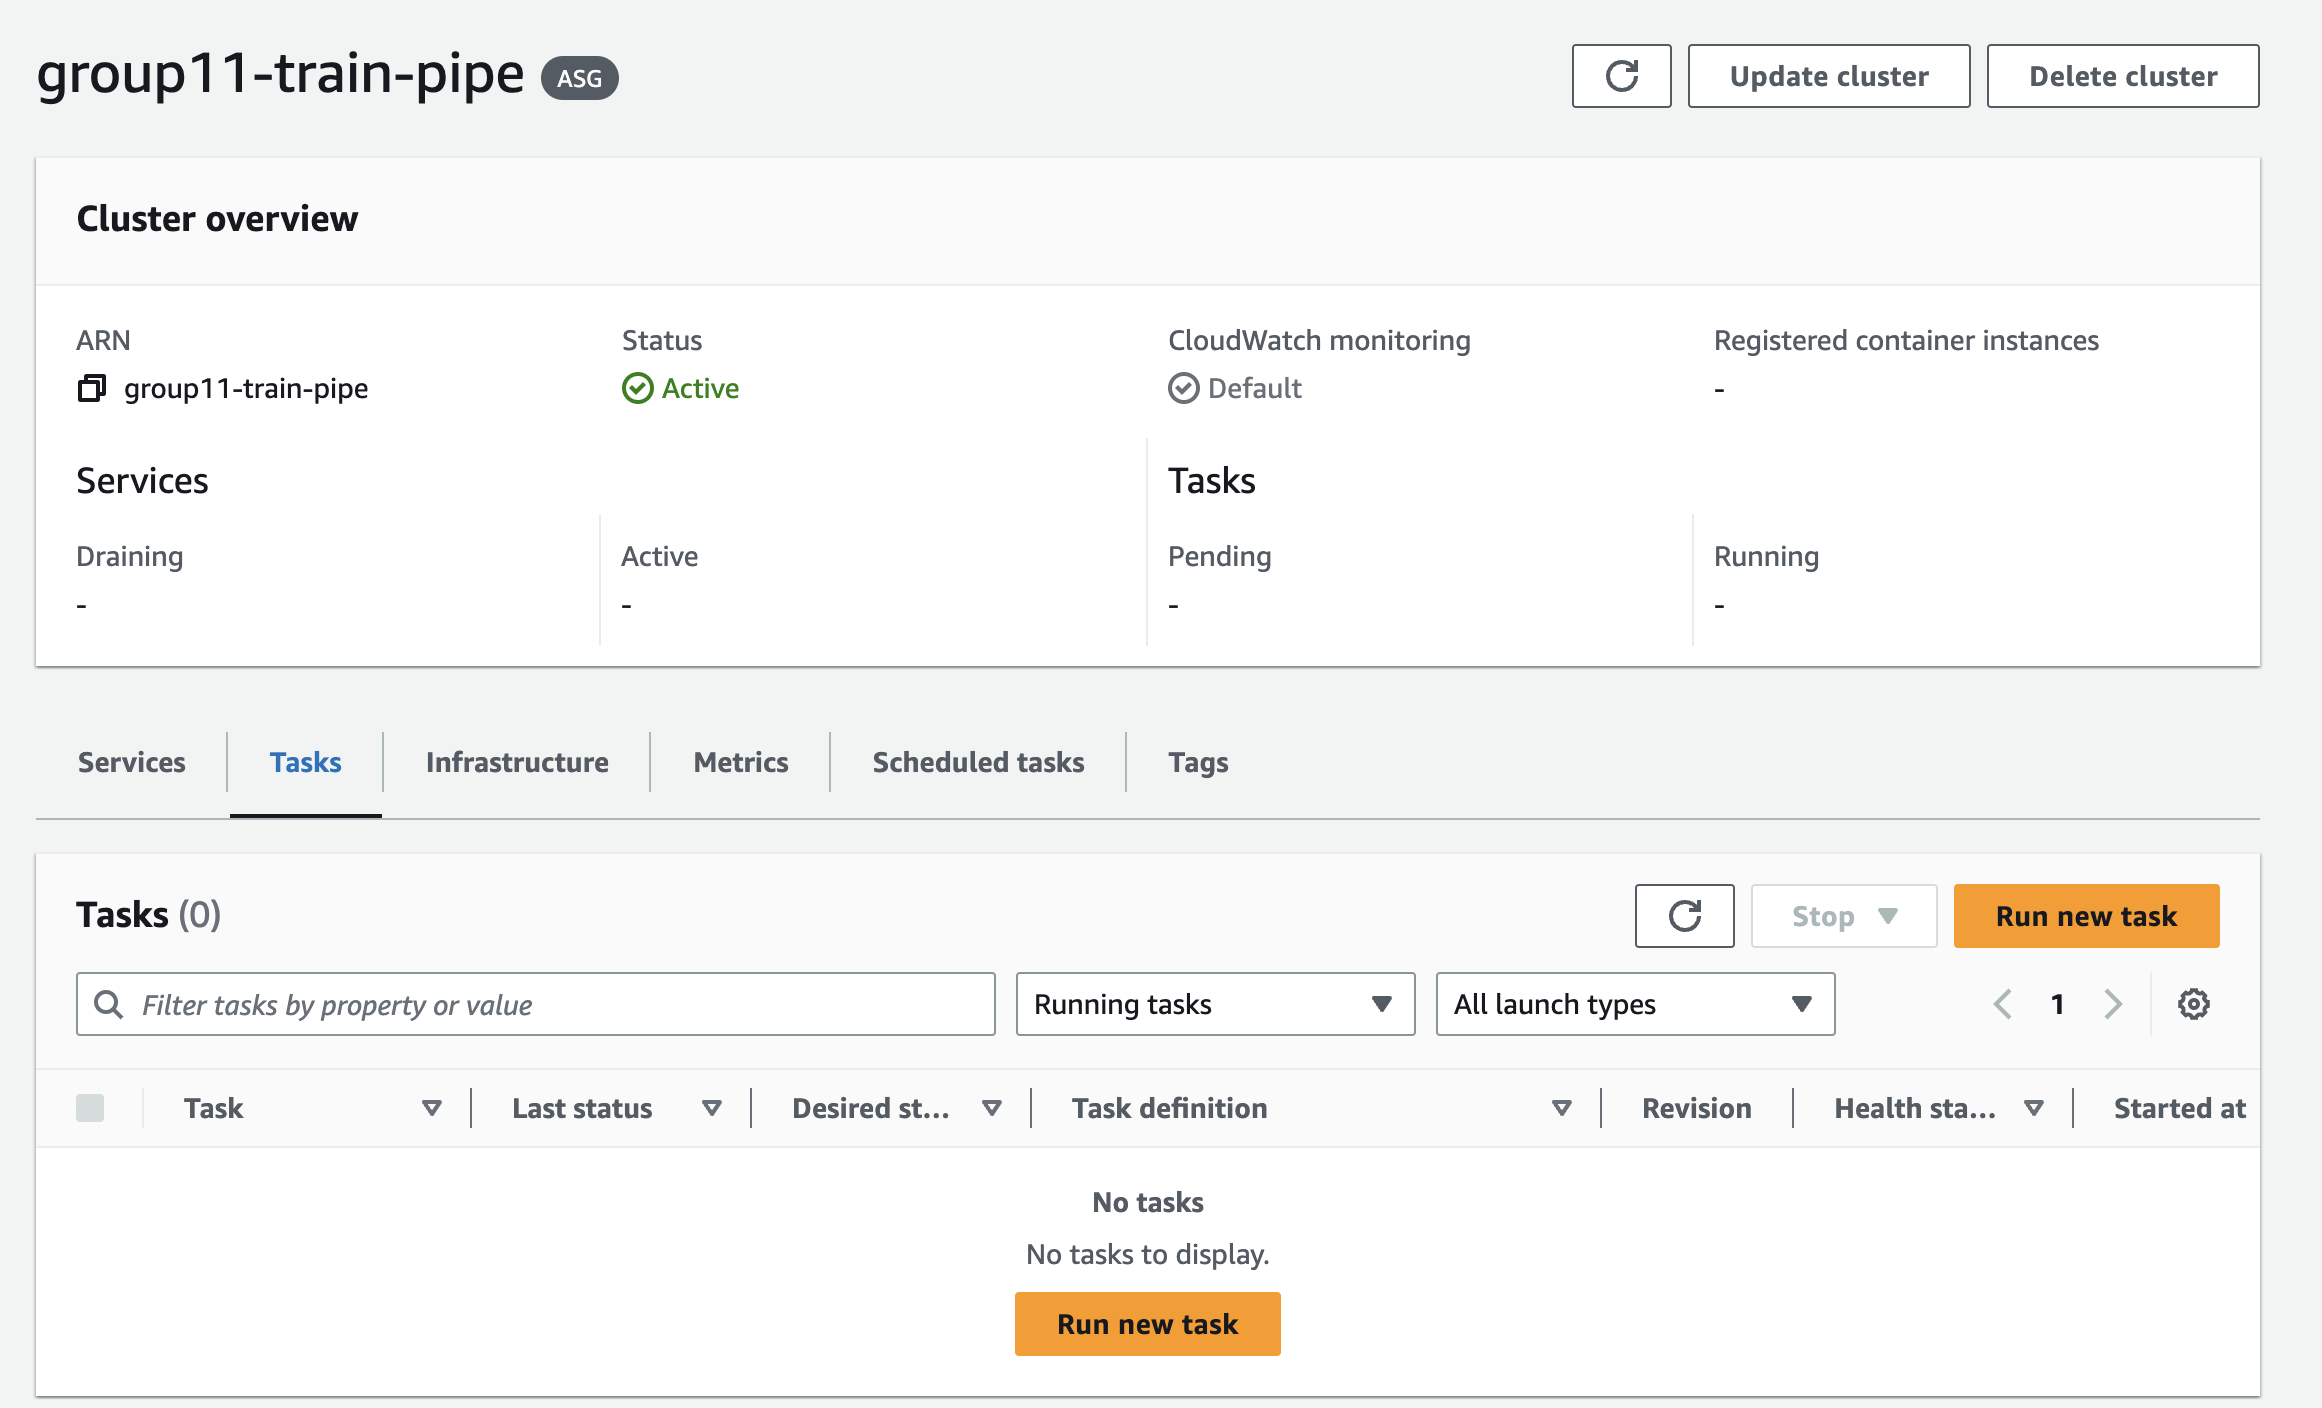 group11-train-pipe ASG
Update cluster
Delete cluster
Cluster overview
ARN
group11-train-pipe
Status
Active
CloudWatch monitoring
Default
Registered container instances
-
Services
Draining
-
Active
-
Tasks
Pending
-
Running
-
Services
Tasks
Infrastructure
Metrics
Scheduled tasks
Tags
Tasks (0)
Stop
Run new task
Filter tasks by property or value
Running tasks
All launch types
1
Task
Last status
Desired st...
Task definition
Revision
Health sta...
Started at
No tasks
No tasks to display.
Run new task